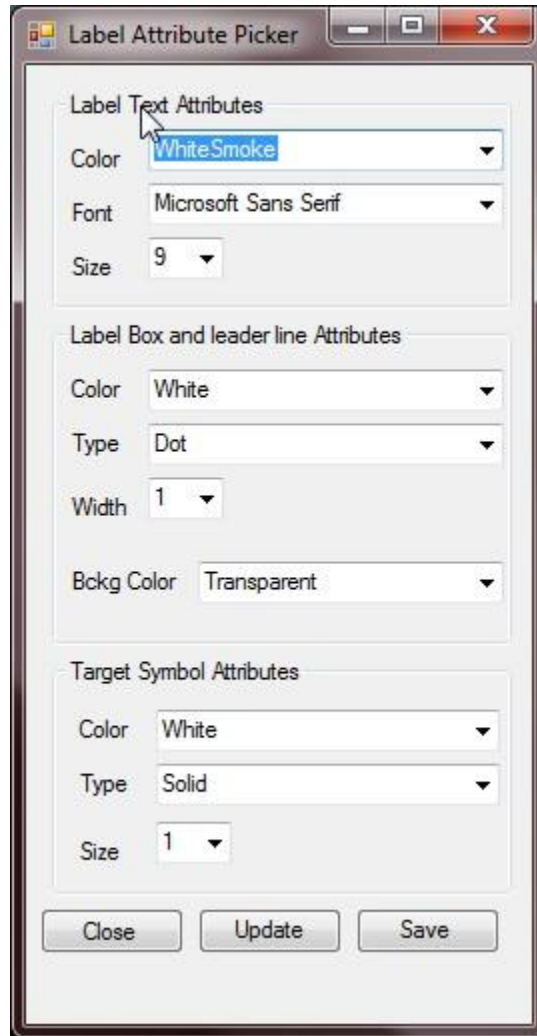 Label Attribute Picker
Label Text Attributes
Color WhiteSmoke
Font Microsoft Sans Serif
Size 9
Label Box and leader line Attributes
Color White
Type Dot
Width 1
Bckg Color Transparent
Target Symbol Attributes
Color White
Type Solid
Size 1
Close Update Save